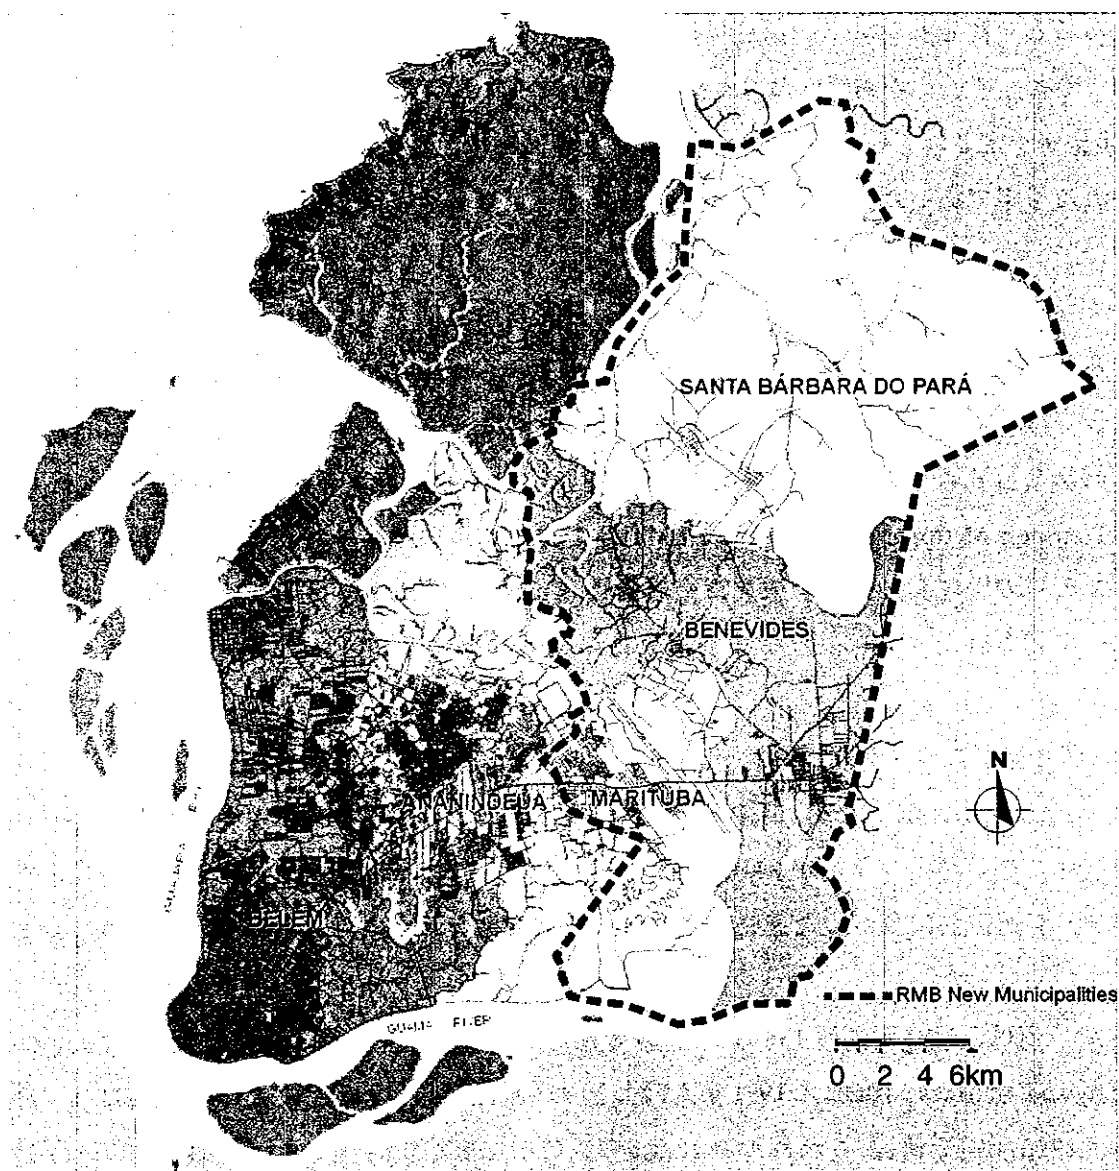 SANTA BÁRBARA DO PARÁ
BENEVIDES
ANANINDEUA MARITUBA
BELÉM
N
RMB New Municipalities
0 2 4 6km